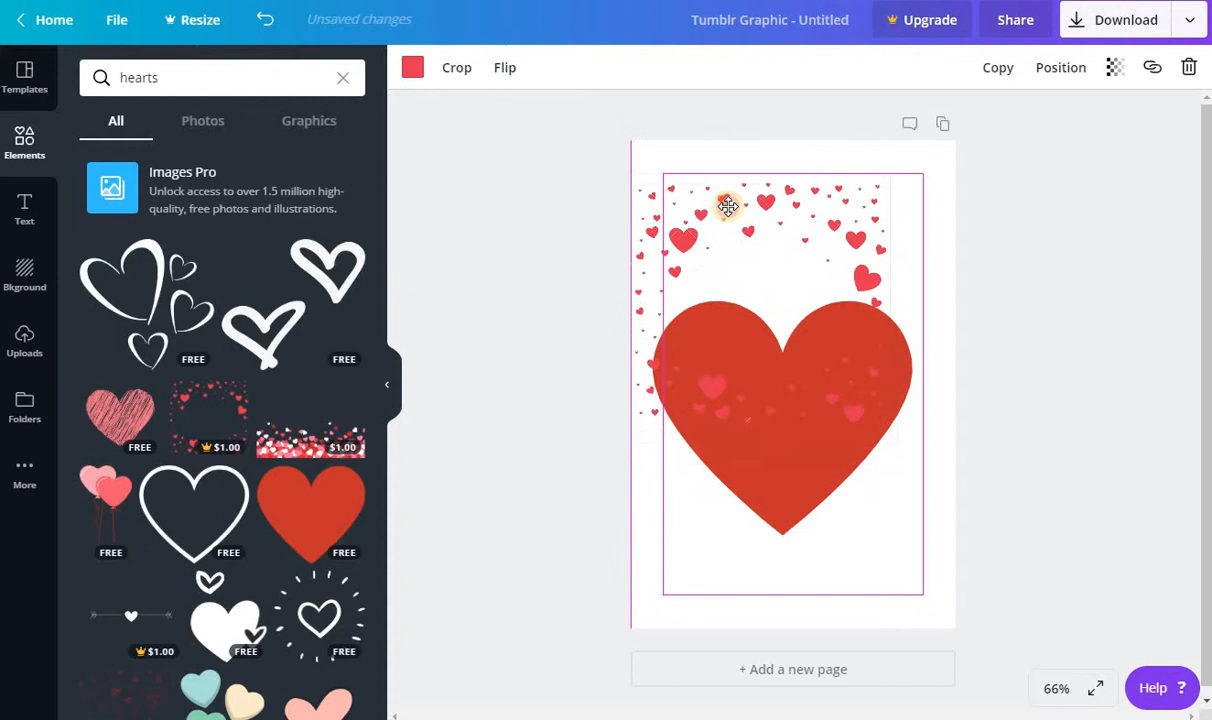 Home File Resize Unsaved changes Tumblr Graphic - Untitled Upgrade Share Download
hearts
Crop Flip Copy Position
Templates
Elements
Text
Bkground
Uploads
Folders
More
All Photos Graphics
Images Pro
Unlock access to over 1.5 million high-
quality, free photos and illustrations.
FREE FREE
FREE $1.00 $1.00
FREE FREE FREE
$1.00 FREE FREE
+ Add a new page
66% Help ?